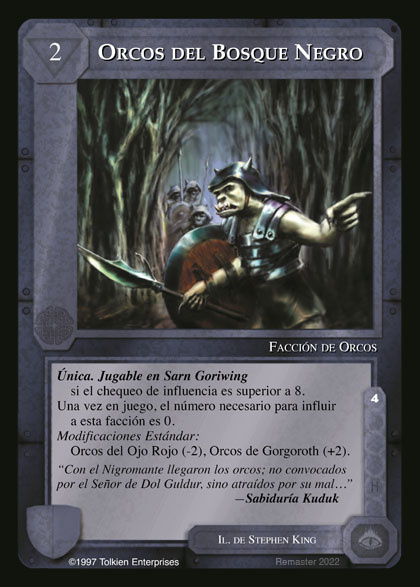 2
ORCOS DEL BOSQUE NEGRO
FACCIÓN DE ORCOS
Única. Jugable en Sarn Goriwing
si el chequeo de influencia es superior a 8.
Una vez en juego, el número necesario para influir
a esta facción es 0.
Modificaciones Estándar:
Orcos del Ojo Rojo (-2), Orcos de Gorgoroth (+2).
“Con el Nigromante llegaron los orcos; no convocados
por el Señor de Dol Guldur, sino atraídos por su mal…”
—Sabiduría Kuduk
4
H
IL. DE STEPHEN KING
©1997 Tolkien Enterprises
Remaster 2022